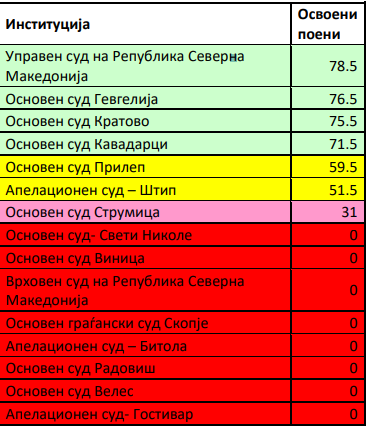 Институција
Освоени
поени
Управен суд на Република Северна
Македонија
78.5
Основен суд Гевгелија 76.5
Основен суд Кратово 75.5
Основен суд Кавадарци 71.5
Основен суд Прилеп 59.5
Апелационен суд – Штип 51.5
Основен суд Струмица 31
Основен суд- Свети Николе 0
Основен суд Виница 0
Врховен суд на Република Северна
Македонија
0
Основен граѓански суд Скопје 0
Апелационен суд – Битола 0
Основен суд Радовиш 0
Основен суд Велес 0
Апелационен суд- Гостивар 0